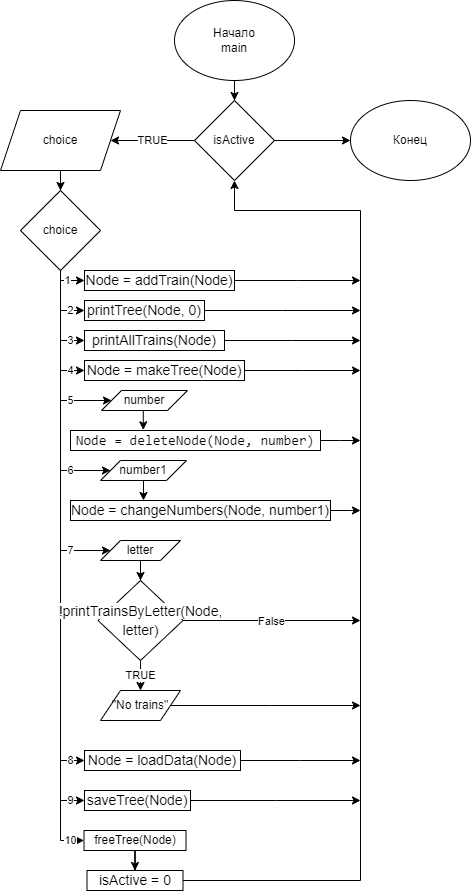 Начало
main
choice
TRUE
isActive
Конец
choice
1 Node = addTrain(Node)
2 printTree(Node, 0)
3 printAllTrains(Node)
4 Node = makeTree(Node)
5 number
Node = deleteNode(Node, number)
6 number1
Node = changeNumbers(Node, number1)
7 letter
!printTrainsByLetter(Node,
letter)
False
TRUE
"No trains"
8 Node = loadData(Node)
9 saveTree(Node)
10 freeTree(Node)
isActive = 0